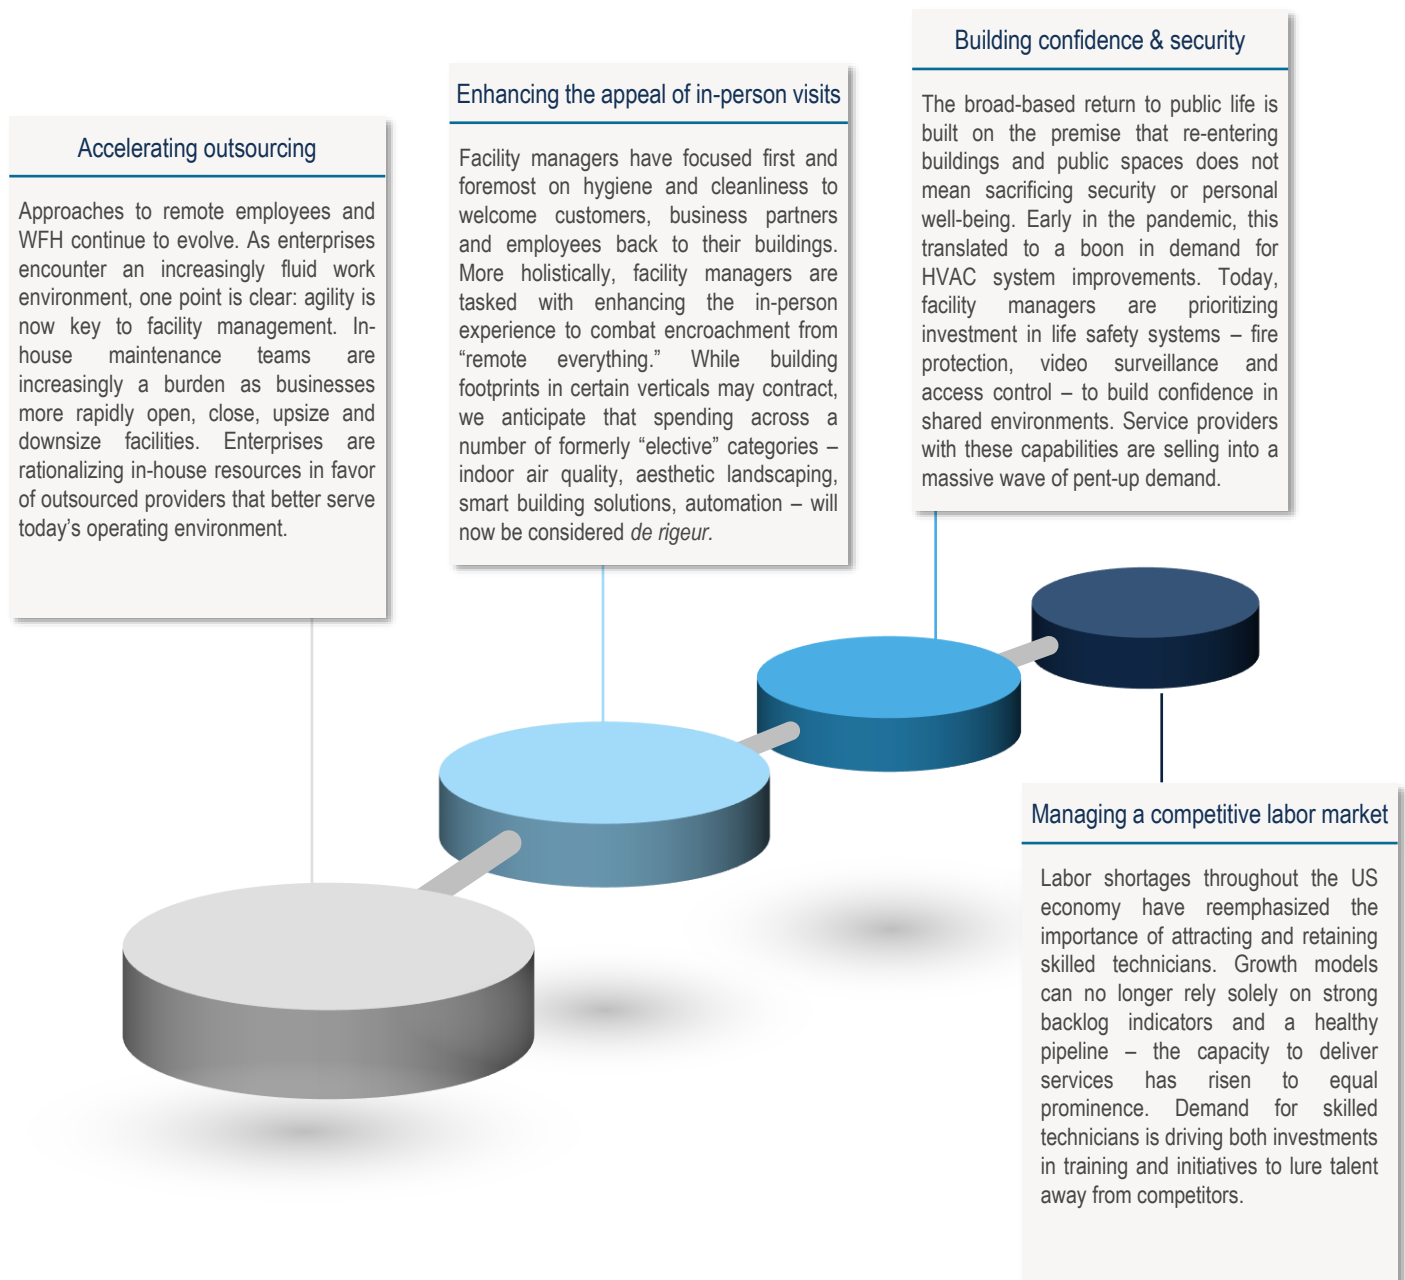 Accelerating outsourcing
Approaches to remote employees and
WFH continue to evolve. As enterprises
encounter an increasingly fluid work
environment, one point is clear: agility is
now key to facility management. In-
house maintenance teams are
increasingly a burden as businesses
more rapidly open, close, upsize and
downsize facilities. Enterprises are
rationalizing in-house resources in favor
of outsourced providers that better serve
today’s operating environment.
Enhancing the appeal of in-person visits
Facility managers have focused first and
foremost on hygiene and cleanliness to
welcome customers, business partners
and employees back to their buildings.
More holistically, facility managers are
tasked with enhancing the in-person
experience to combat encroachment from
“remote everything.” While building
footprints in certain verticals may contract,
we anticipate that spending across a
number of formerly “elective” categories –
indoor air quality, aesthetic landscaping,
smart building solutions, automation – will
now be considered de rigeur.
Building confidence & security
The broad-based return to public life is
built on the premise that re-entering
buildings and public spaces does not
mean sacrificing security or personal
well-being. Early in the pandemic, this
translated to a boon in demand for
HVAC system improvements. Today,
facility managers are prioritizing
investment in life safety systems – fire
protection, video surveillance and
access control – to build confidence in
shared environments. Service providers
with these capabilities are selling into a
massive wave of pent-up demand.
Managing a competitive labor market
Labor shortages throughout the US
economy have reemphasized the
importance of attracting and retaining
skilled technicians. Growth models
can no longer rely solely on strong
backlog indicators and a healthy
pipeline – the capacity to deliver
services has risen to equal
prominence. Demand for skilled
technicians is driving both investments
in training and initiatives to lure talent
away from competitors.